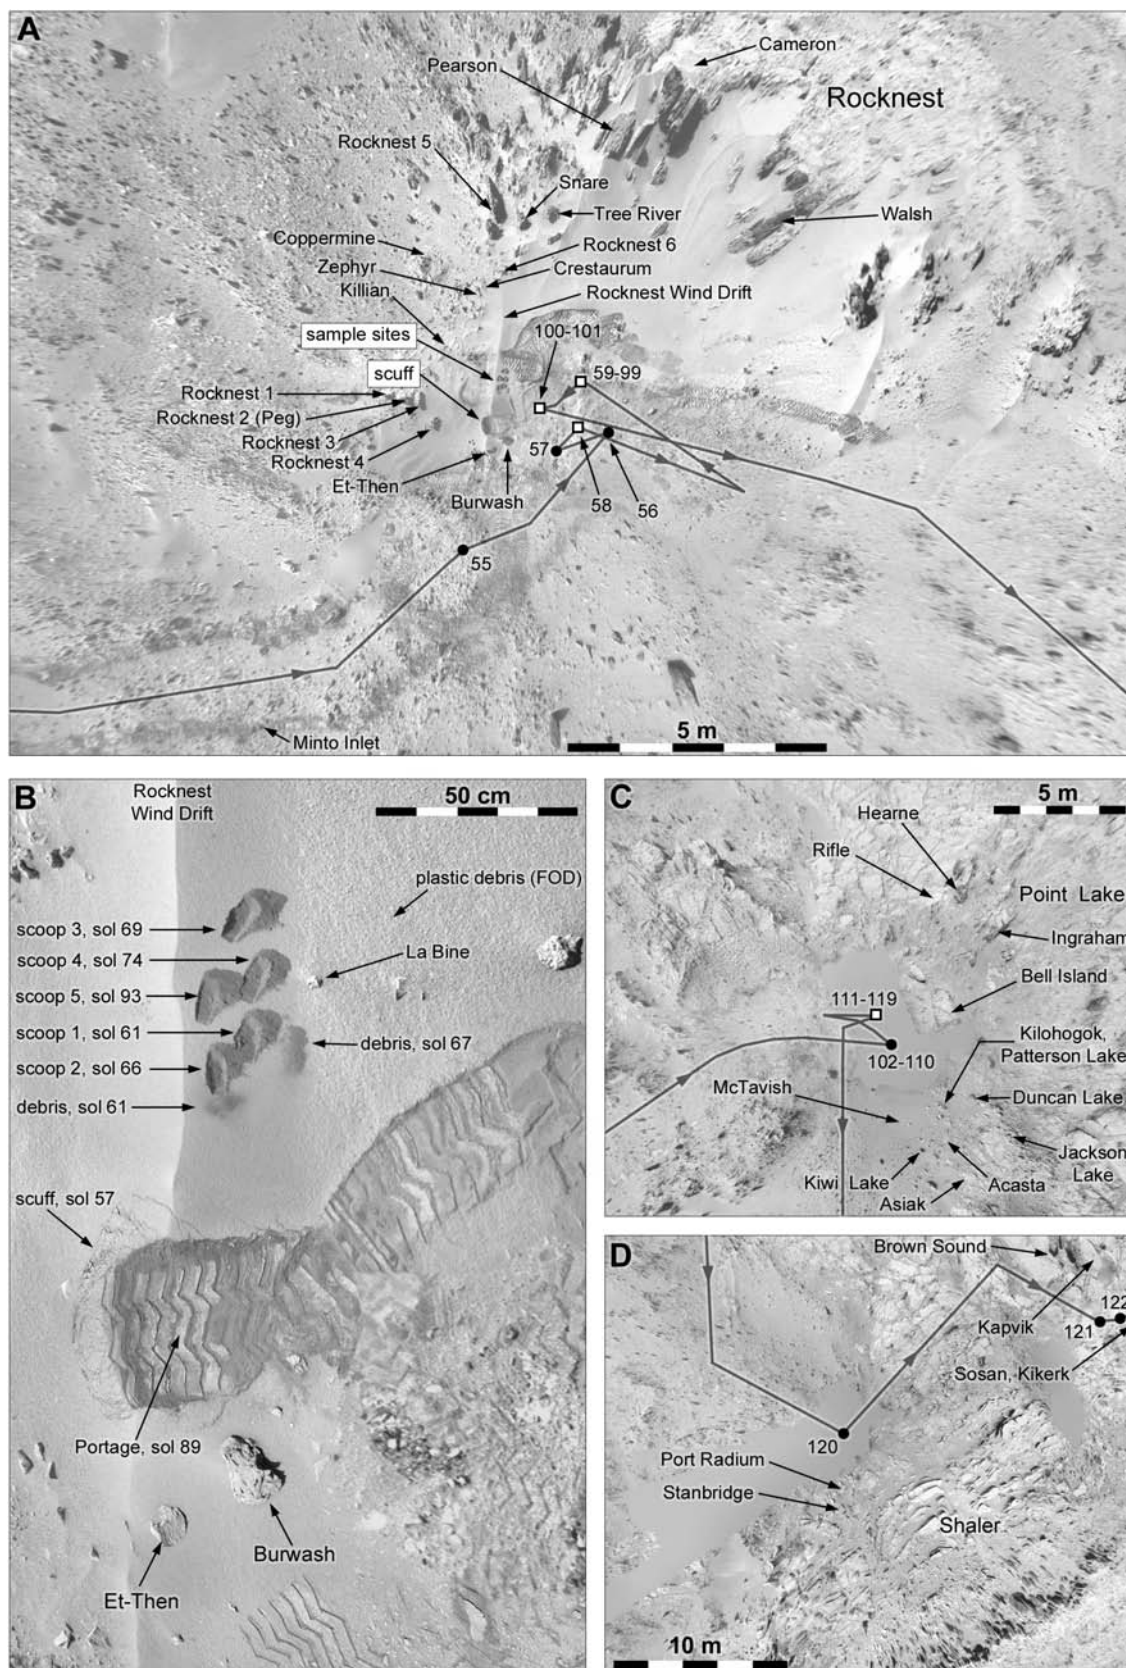 A
Cameron
Pearson
Rocknest
Rocknest 5
Snare
Tree River
Walsh
Coppermine
Rocknest 6
Zephyr
Crestaurum
Killian
Rocknest Wind Drift
sample sites
100-101
scuff
59-99
Rocknest 1
Rocknest 2 (Peg)
Rocknest 3
Rocknest 4
57
Et-Then
Burwash
58
56
55
Minto Inlet
5 m
B
Rocknest
Wind Drift
50 cm
plastic debris (FOD)
scoop 3, sol 69
scoop 4, sol 74
La Bine
scoop 5, sol 93
scoop 1, sol 61
debris, sol 67
scoop 2, sol 66
debris, sol 61
scuff, sol 57
Portage, sol 89
Burwash
Et-Then
C
5 m
Hearne
Rifle
Point Lake
Ingraham
Bell Island
111-119
Kilohogok,
Patterson Lake
102-110
McTavish
Duncan Lake
Jackson
Lake
Kiwi Lake
Acasta
Asiak
D
Brown Sound
122
Kapvik
121
Sosan, Kikerk
120
Port Radium
Stanbridge
Shaler
10 m